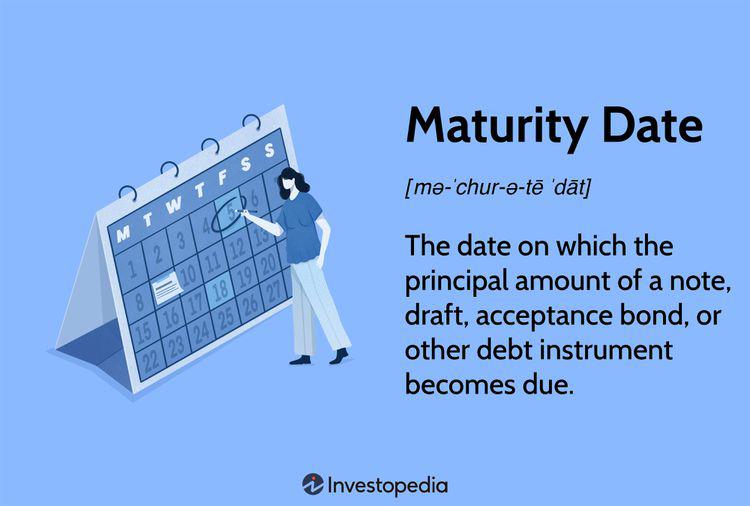 Maturity Date
[mə-ˈchur-ə-tē ˈdāt]
The date on which the
principal amount of a note,
draft, acceptance bond, or
other debt instrument
becomes due.
M T W T F S S
1 2 3 4 5 6
8 10 11 12 13
15 16 17 18 19 20
22 23 24 25 26 27
Investopedia